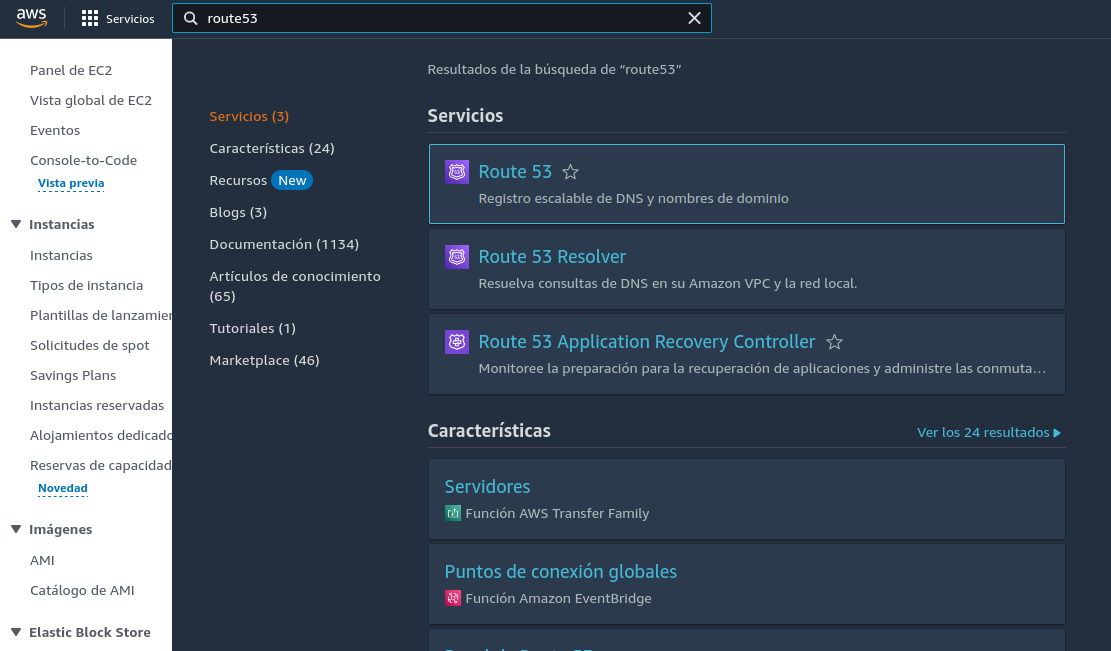 aws
Servicios
route53
Panel de EC2
Vista global de EC2
Eventos
Console-to-Code
Vista previa
Instancias
Instancias
Tipos de instancia
Plantillas de lanzamier
Solicitudes de spot
Savings Plans
Instancias reservadas
Alojamientos dedicado
Reservas de capacidad
Novedad
Imágenes
AMI
Catálogo de AMI
Elastic Block Store
Servicios (3)
Características (24)
Recursos New
Blogs (3)
Documentación (1134)
Artículos de conocimiento
(65)
Tutoriales (1)
Marketplace (46)
Resultados de la búsqueda de “route53”
Servicios
Route 53
Registro escalable de DNS y nombres de dominio
Route 53 Resolver
Resuelva consultas de DNS en su Amazon VPC y la red local.
Route 53 Application Recovery Controller
Monitoree la preparación para la recuperación de aplicaciones y administre las conmuta...
Características
Ver los 24 resultados
Servidores
Función AWS Transfer Family
Puntos de conexión globales
Función Amazon EventBridge